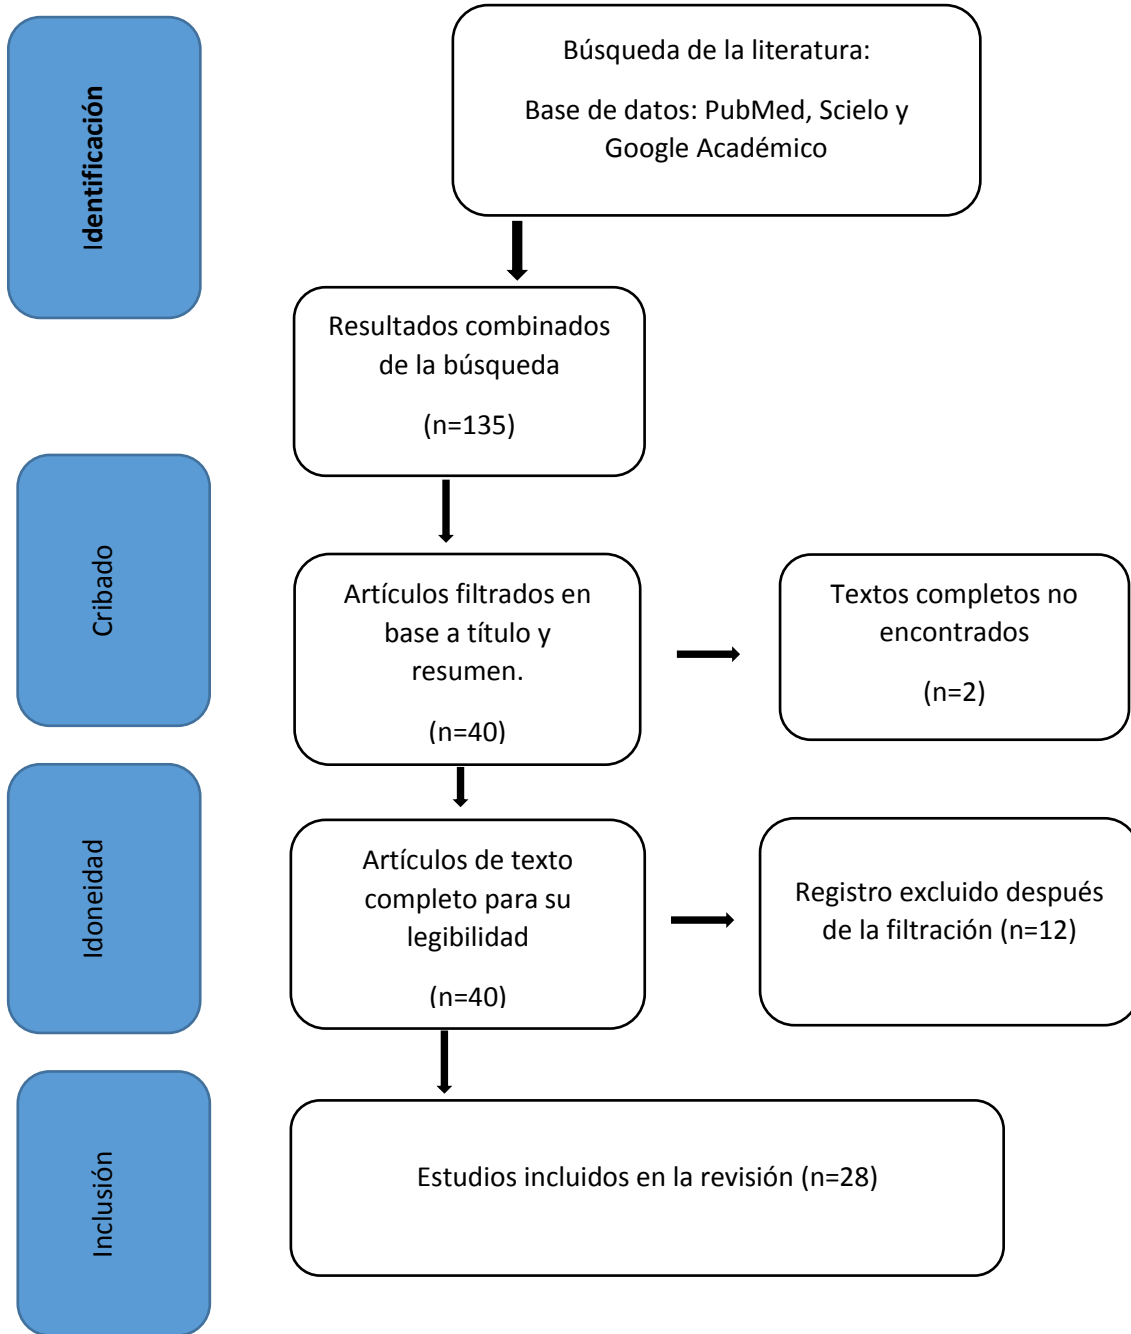 Identificación
Búsqueda de la literatura:
Base de datos: PubMed, Scielo y
Google Académico
Resultados combinados
de la búsqueda
(n=135)
Cribado
Artículos filtrados en
base a título y
resumen.
(n=40)
Textos completos no
encontrados
(n=2)
Idoneidad
Artículos de texto
completo para su
legibilidad
(n=40)
Registro excluido después
de la filtración (n=12)
Inclusión
Estudios incluidos en la revisión (n=28)